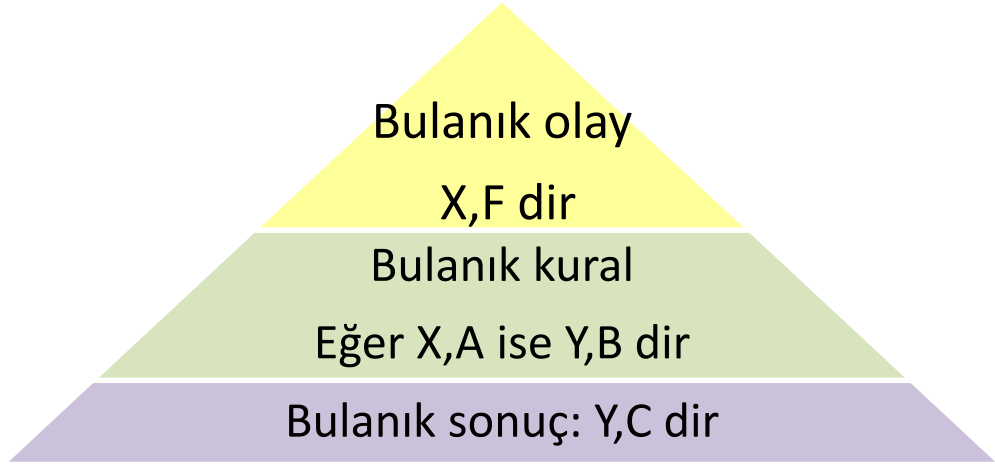 Bulanık olay
X,F dir
Bulanık kural
Eğer X,A ise Y,B dir
Bulanık sonuç: Y,C dir